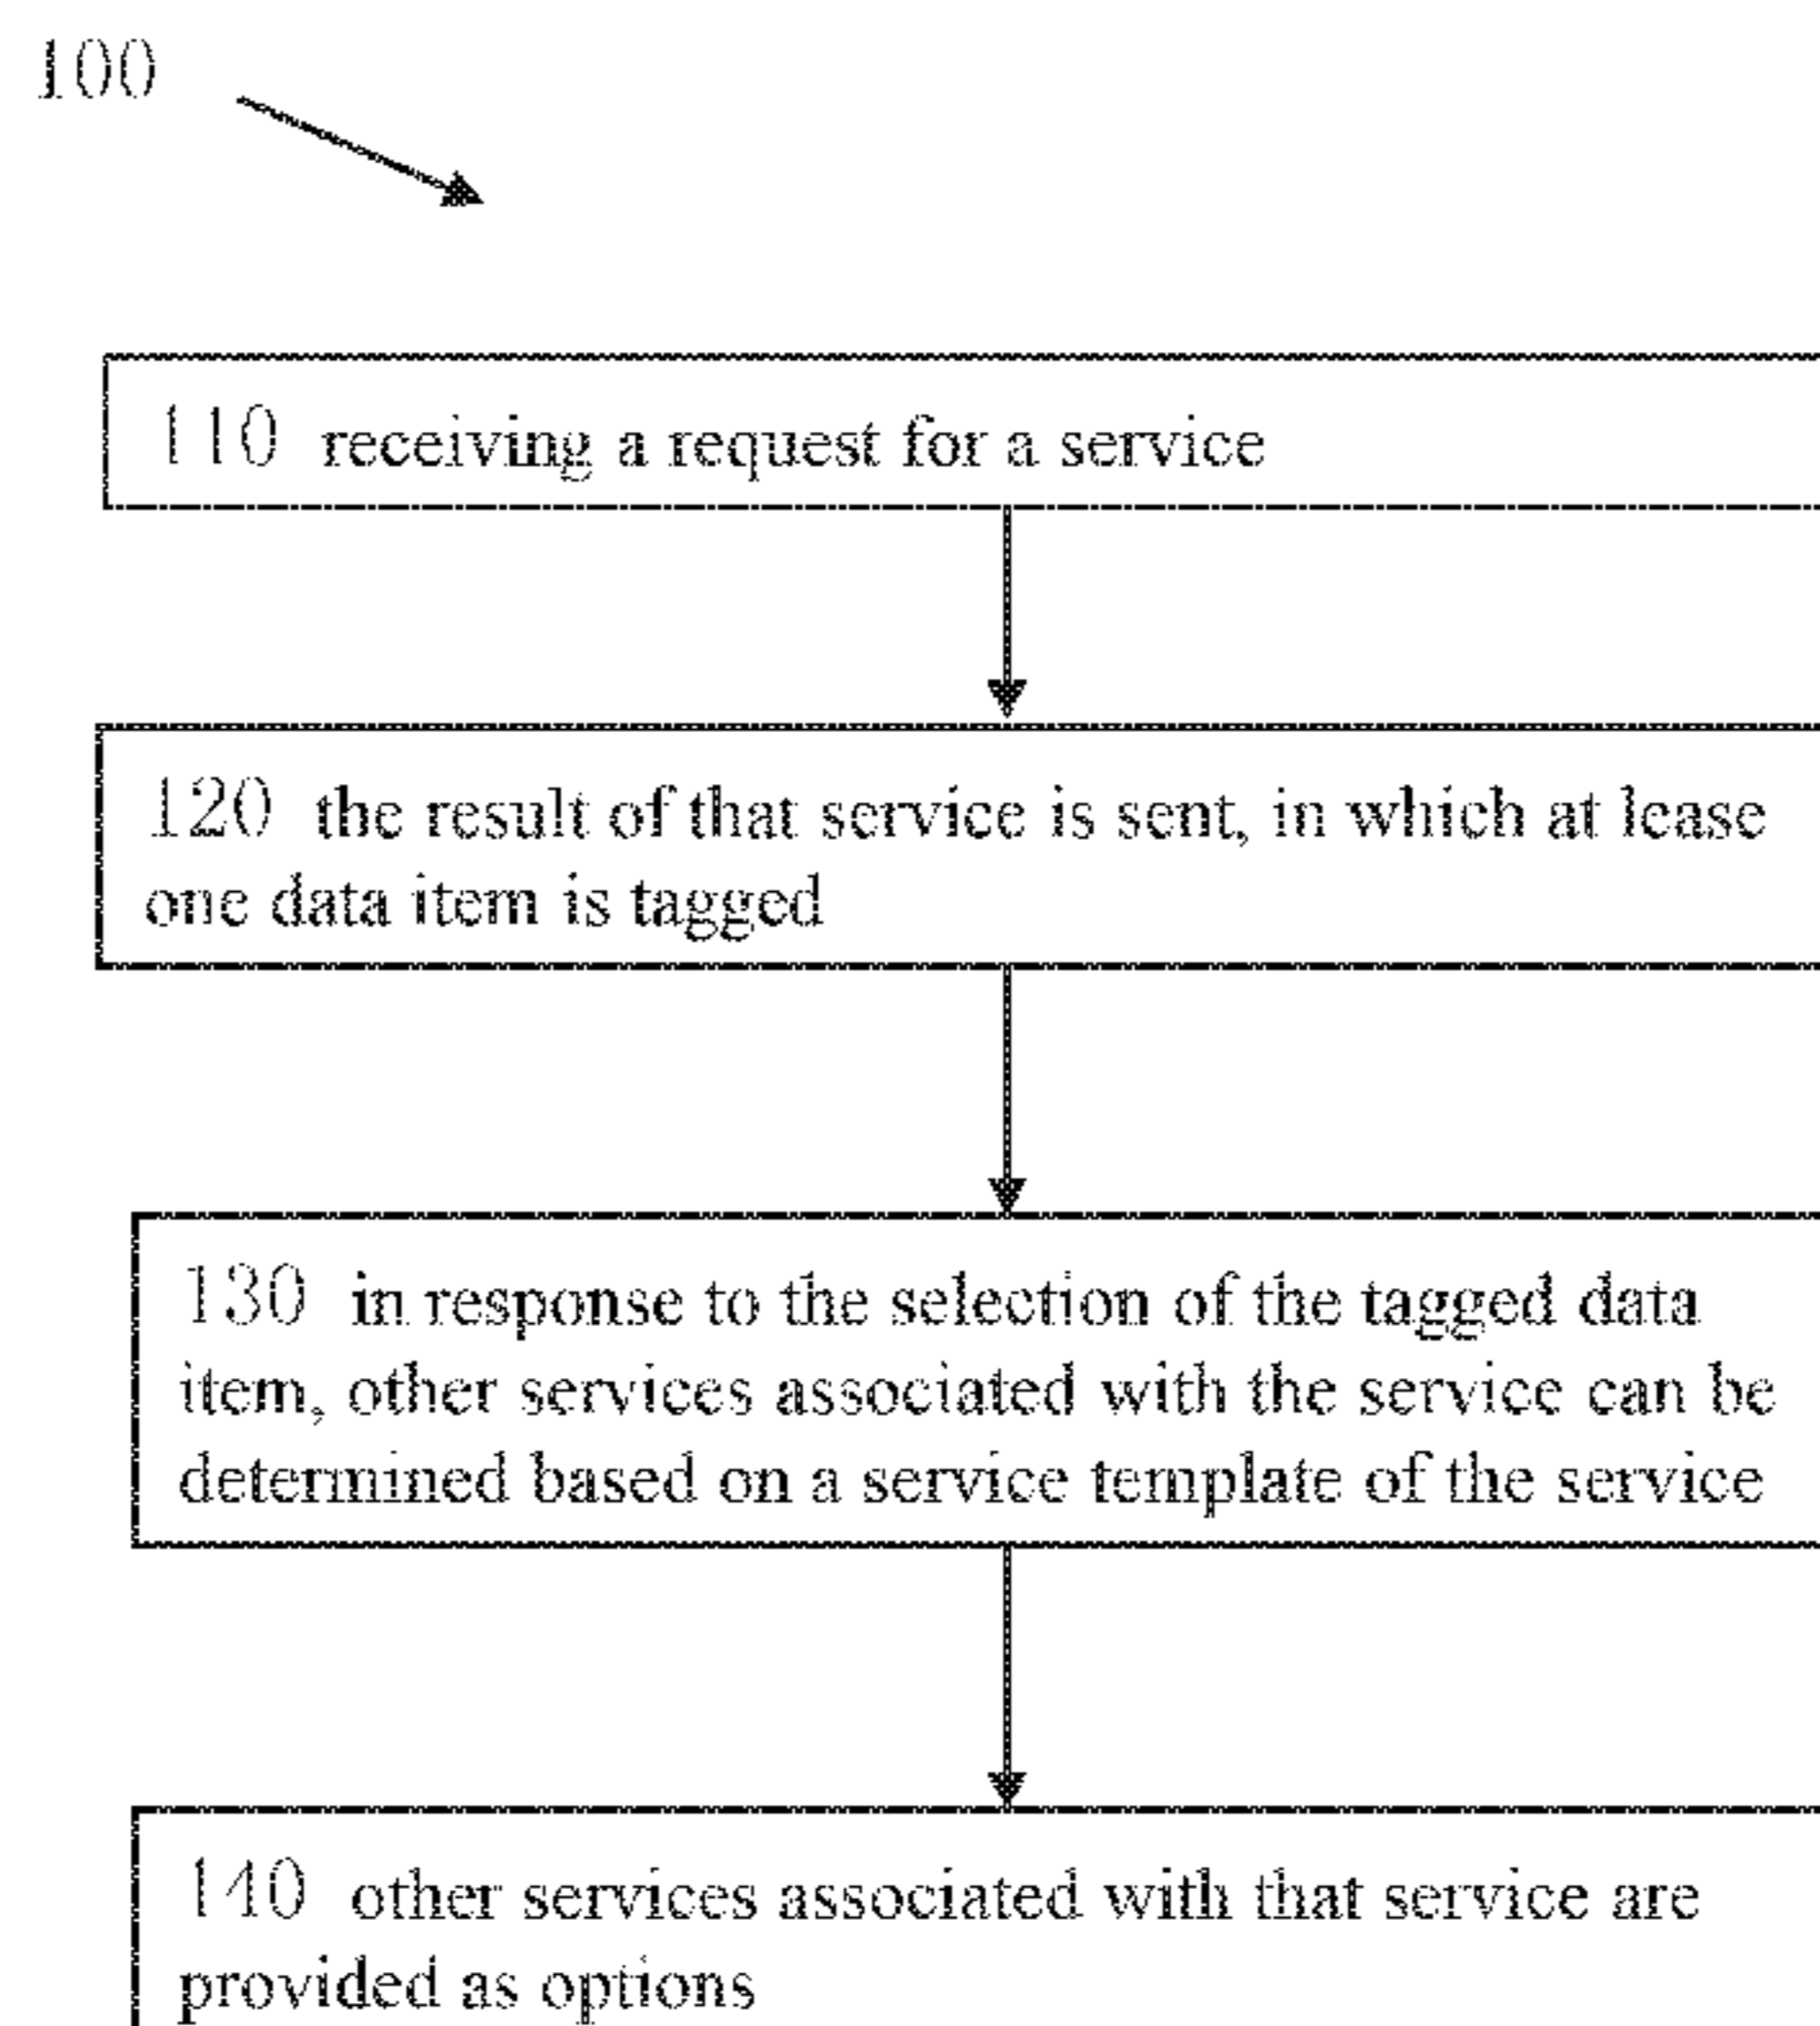 100
110 receiving a request for a service
120 the result of that service is sent, in which at lease
one data item is tagged
130 in response to the selection of the tagged data
item, other services associated with the service can be
determined based on a service template of the service
140 other services associated with that service are
provided as options